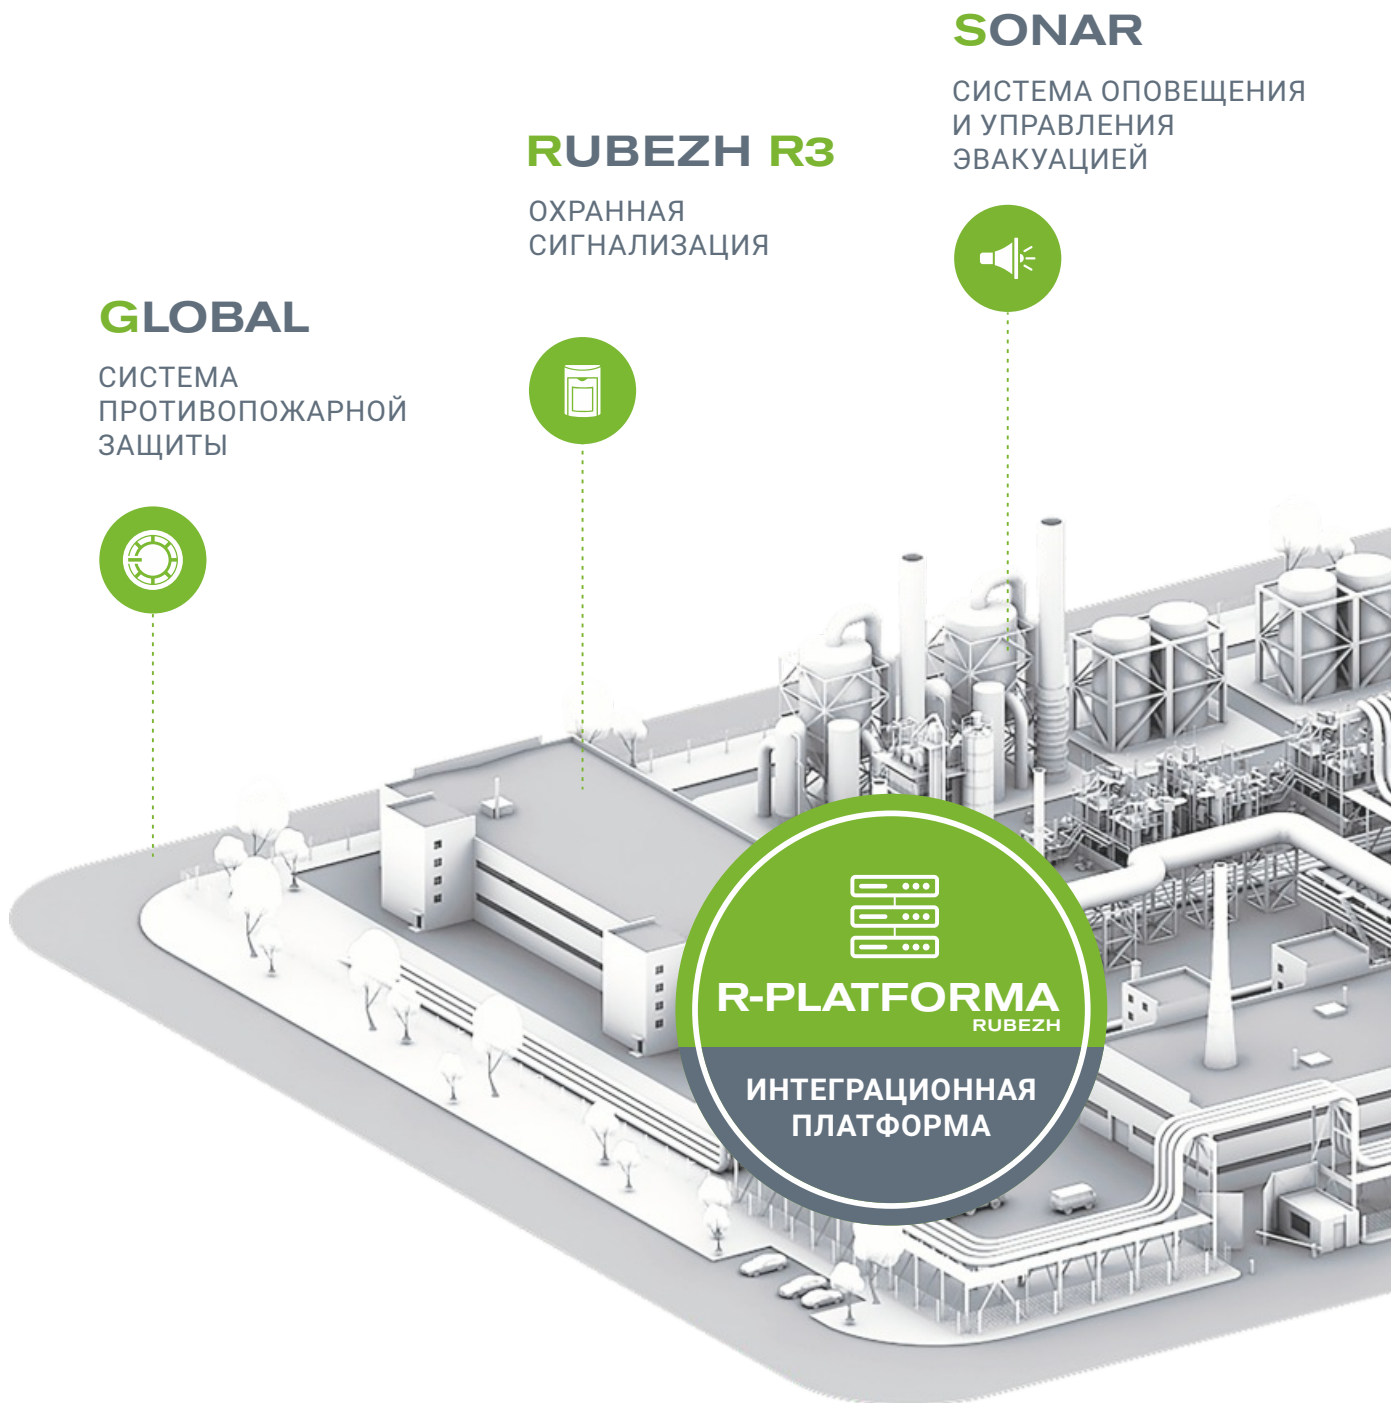 SONAR
СИСТЕМА ОПОВЕЩЕНИЯ
И УПРАВЛЕНИЯ
ЭВАКУАЦИЕЙ
RUBEZH R3
ОХРАННАЯ
СИГНАЛИЗАЦИЯ
GLOBAL
СИСТЕМА
ПРОТИВОПОЖАРНОЙ
ЗАЩИТЫ
R-PLATFORMA
RUBEZH
ИНТЕГРАЦИОННАЯ
ПЛАТФОРМА